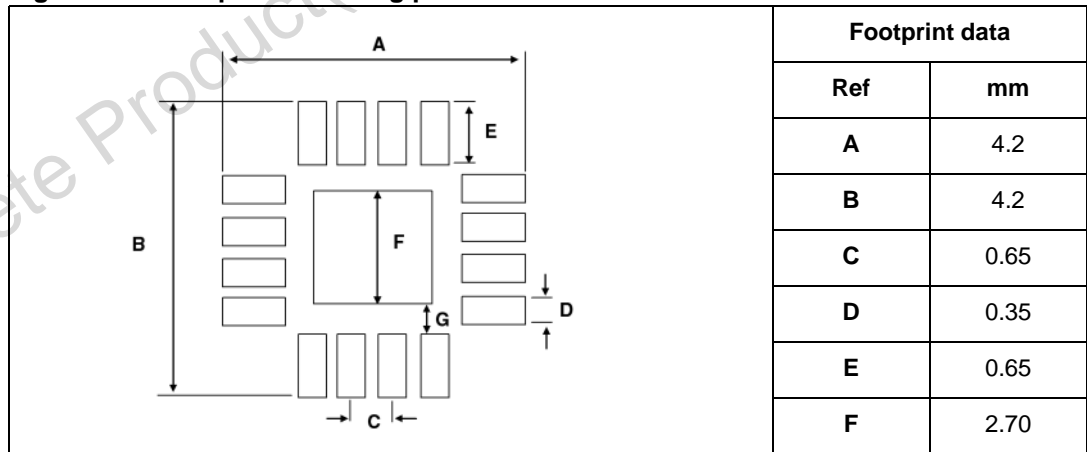 A
E
B
F
D
G
C
Footprint data
Ref mm
A 4.2
B 4.2
C 0.65
D 0.35
E 0.65
F 2.70